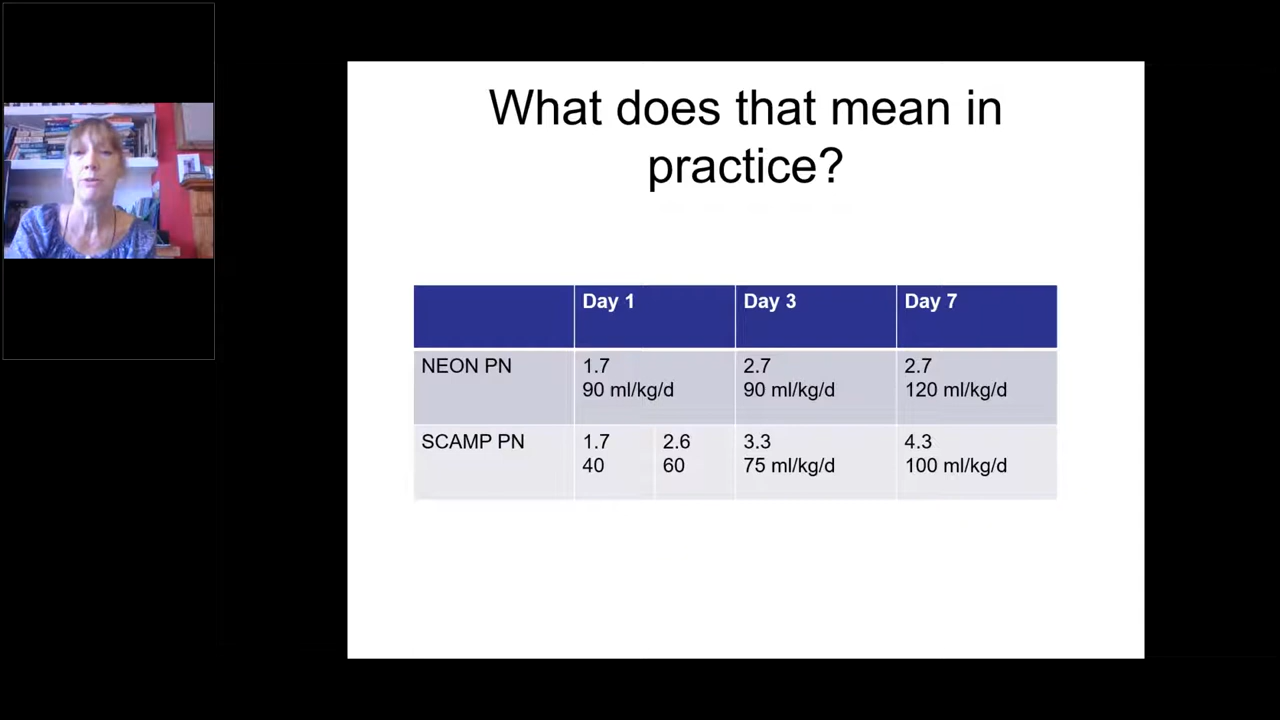 What does that mean in
practice?
Day 1 Day 3 Day 7
NEON PN 1.7 2.7 2.7
90 ml/kg/d 90 ml/kg/d 120 ml/kg/d
SCAMP PN 1.7 2.6 3.3 4.3
40 60 75 ml/kg/d 100 ml/kg/d